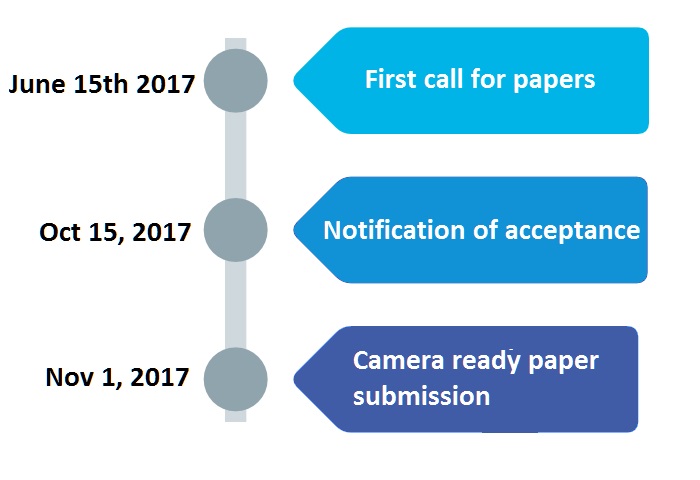 June 15th 2017
First call for papers
Oct 15, 2017
Notification of acceptance
Nov 1, 2017
Camera ready paper
submission